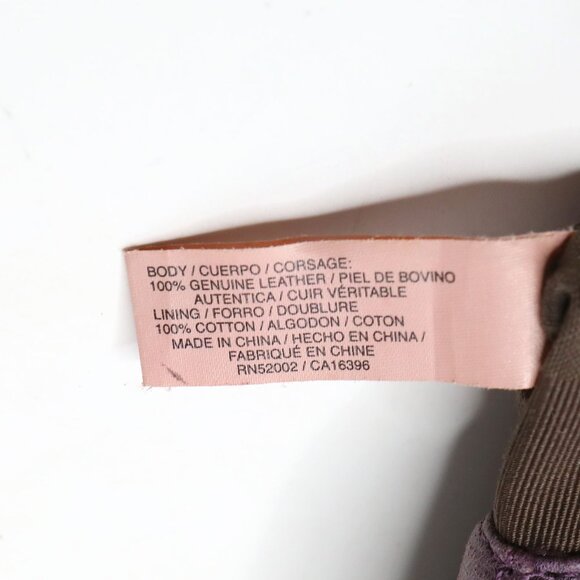 BODY / CUERPO / CORSAGE:
100% GENUINE LEATHER / PIEL DE BOVINO
AUTENTICA / CUIR VÉRITABLE
LINING / FORRO / DOUBLURE
100% COTTON / ALGODON / COTON
MADE IN CHINA / HECHO EN CHINA /
FABRIQUÉ EN CHINE
RN52002 / CA16396